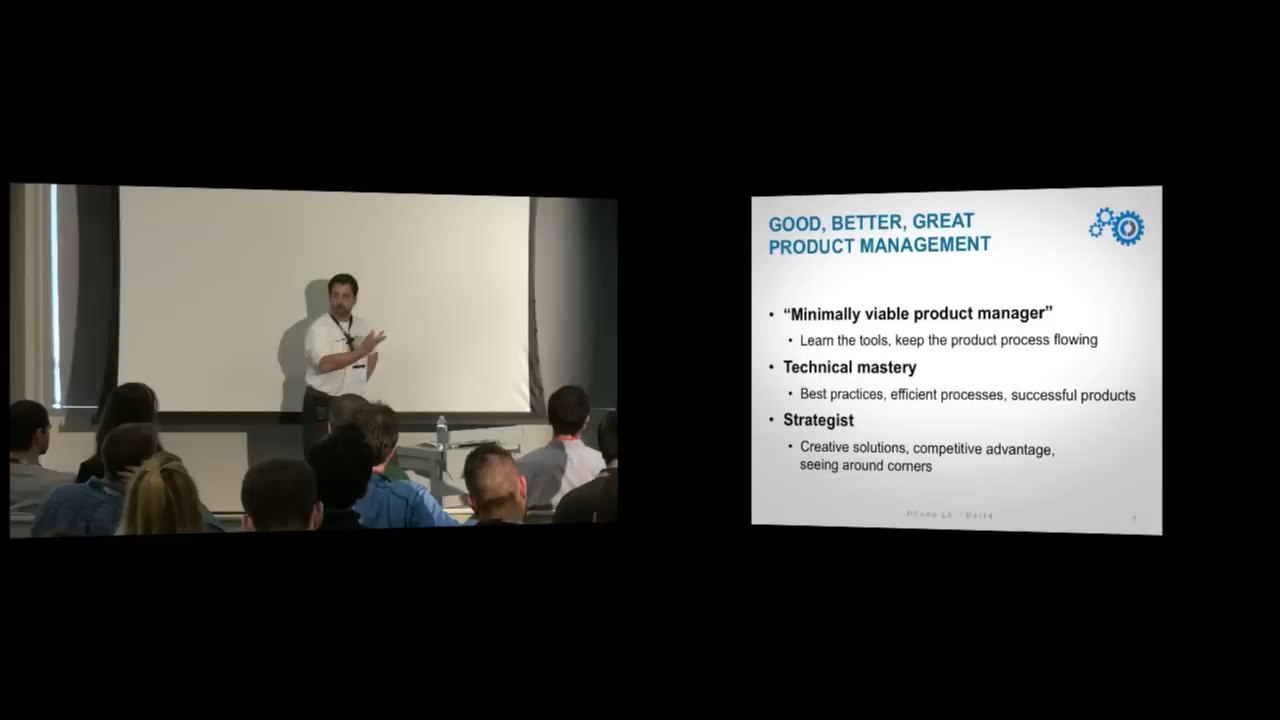 GOOD, BETTER, GREAT
PRODUCT MANAGEMENT
• “Minimally viable product manager”
• Learn the tools, keep the product process flowing
• Technical mastery
• Best practices, efficient processes, successful products
• Strategist
• Creative solutions, competitive advantage,
seeing around corners